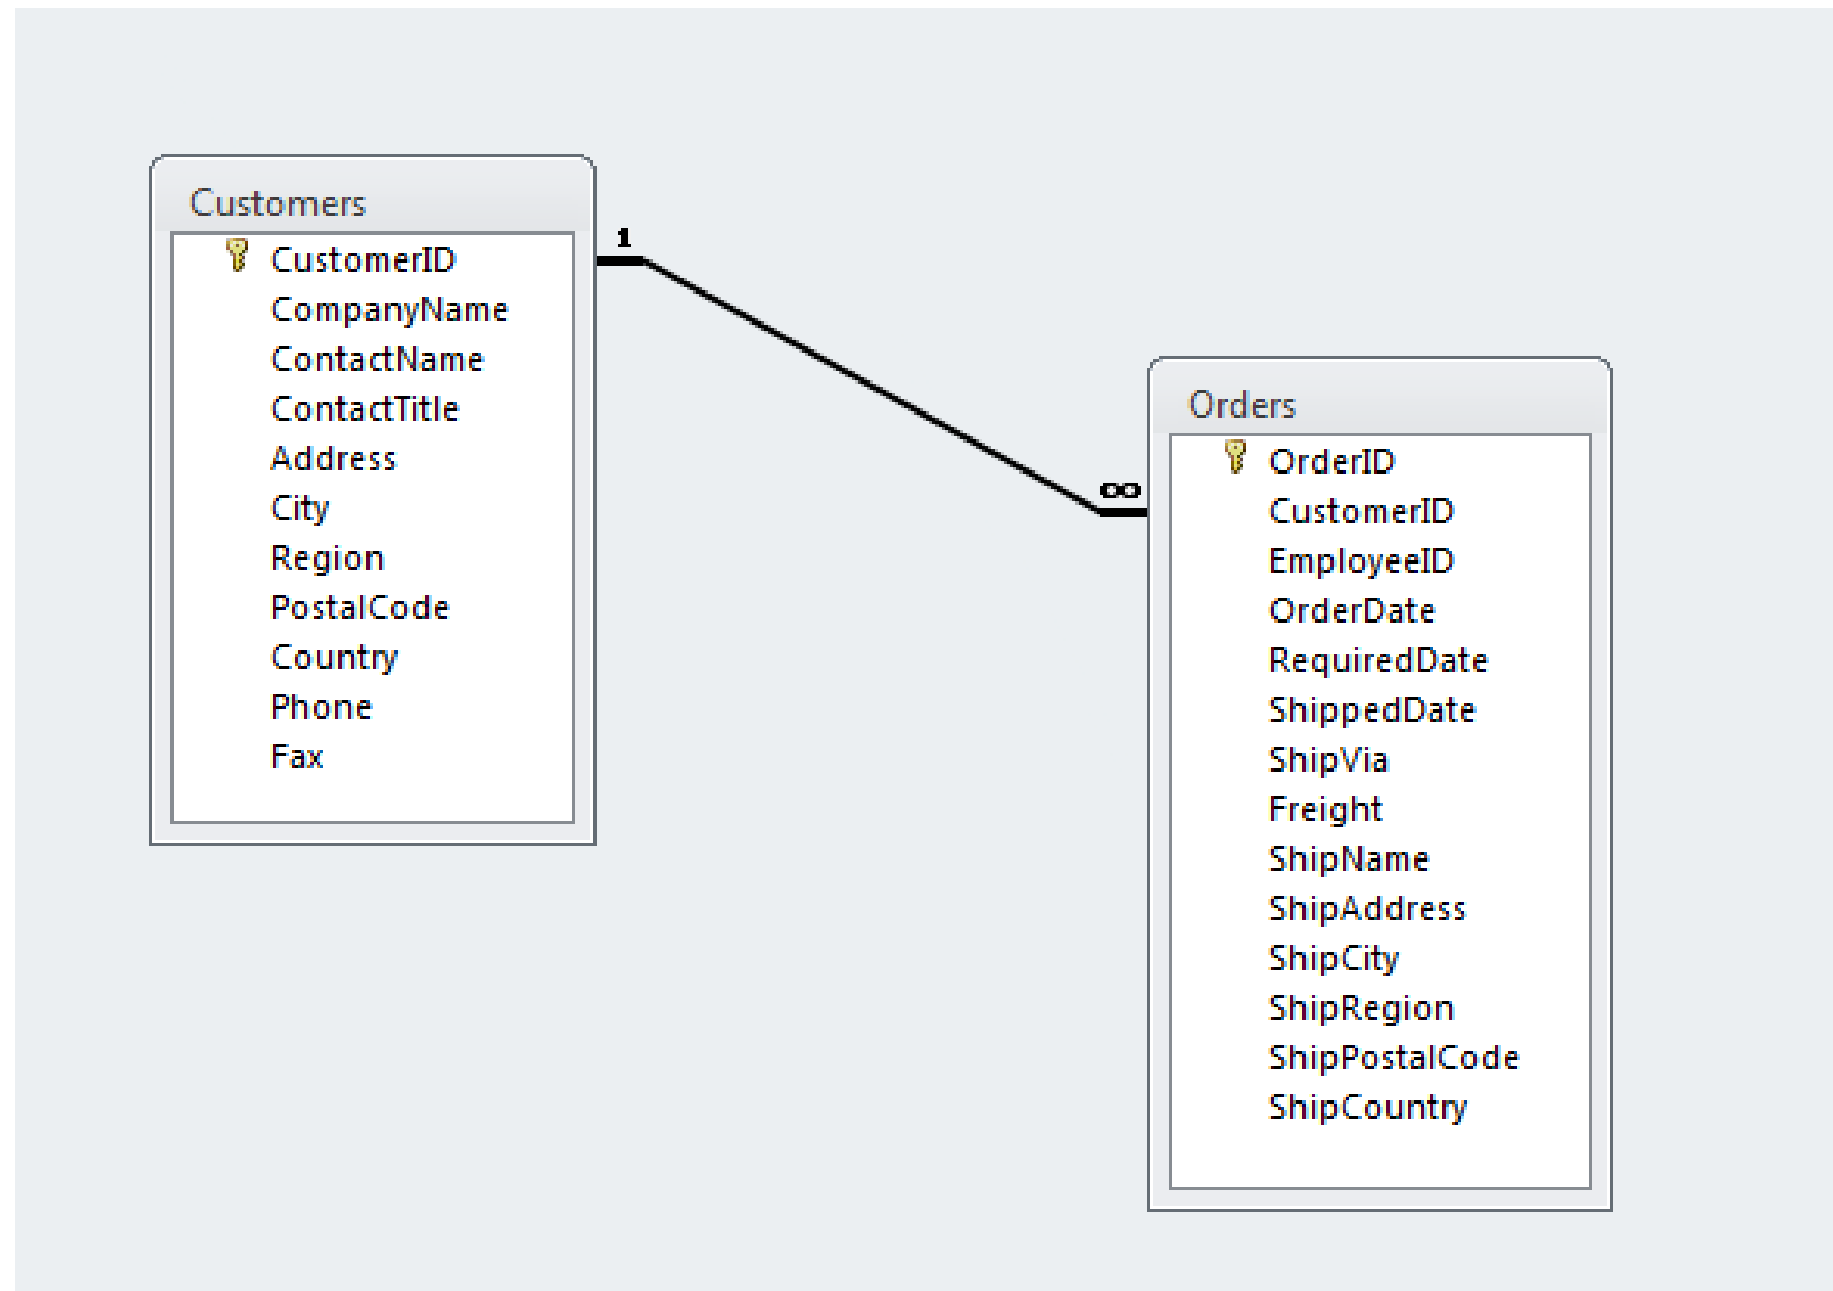 Customers
CustomerID
CompanyName
ContactName
ContactTitle
Address
City
Region
PostalCode
Country
Phone
Fax
1
∞
Orders
OrderID
CustomerID
EmployeeID
OrderDate
RequiredDate
ShippedDate
ShipVia
Freight
ShipName
ShipAddress
ShipCity
ShipRegion
ShipPostalCode
ShipCountry